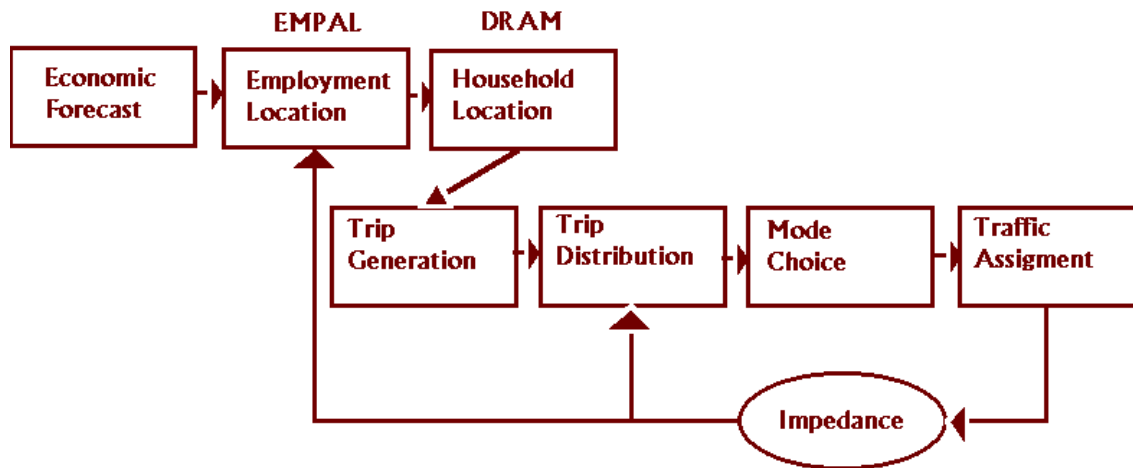 EMPAL
DRAM
Economic
Forecast
Employment
Location
Household
Location
Trip
Generation
Trip
Distribution
Mode
Choice
Traffic
Assigment
Impedance